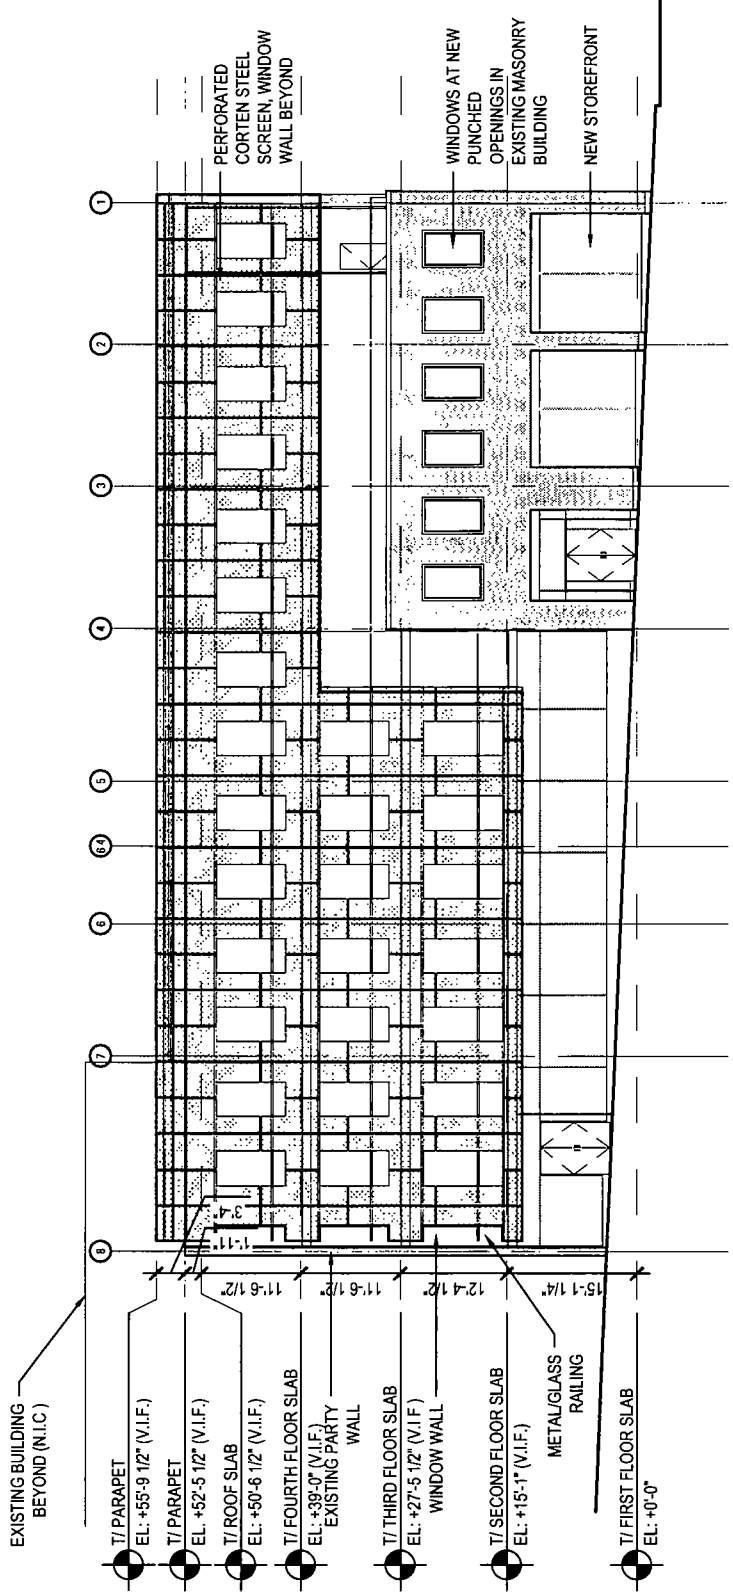 EXISTING BUILDING
BEYOND (N.I.C )
T/ PARAPET
EL: +55'-9 1/2" (V.I.F.)
T/ PARAPET
EL. +52'-5 1/2" (V.I.F.)
T/ ROOF SLAB
EL: +50'-6 1/2" (V.I.F.)
T/ FOURTH FLOOR SLAB
EL: +39-0" (V.I.F.)
EXISTING PARTY
WALL
T/ THIRD FLOOR SLAB
EL: +27'-5 1/2" (V.I.F )
WINDOW WALL
T/ SECOND FLOOR SLAB
EL: +15'-1" (V.I.F.)
METAL/GLASS
RAILING
T/ FIRST FLOOR SLAB
EL: +0'-0"
3'-4"
1'-11"
11'-6 1/2"
11'-6 1/2"
12'-4 1/2"
15'-1 1/4"
8
7
6
6.4
5
4
3
2
1
PERFORATED
CORTEN STEEL
SCREEN, WINDOW
WALL BEYOND
WINDOWS AT NEW
PUNCHED
OPENINGS IN
EXISTING MASONRY
BUILDING
NEW STOREFRONT